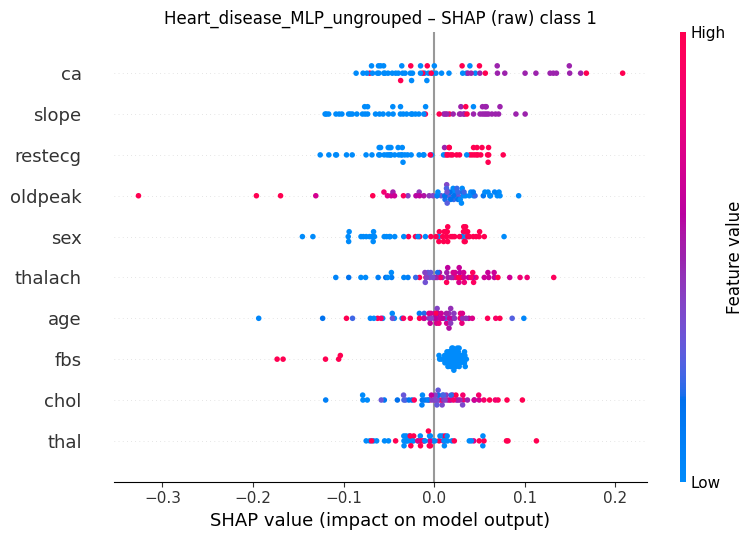 Heart_disease_MLP_ungrouped – SHAP (raw) class 1
High
ca
slope
restecg
oldpeak
sex
thalach
age
fbs
chol
thal
Feature value
Low
−0.3 −0.2 −0.1 0.0 0.1 0.2
SHAP value (impact on model output)